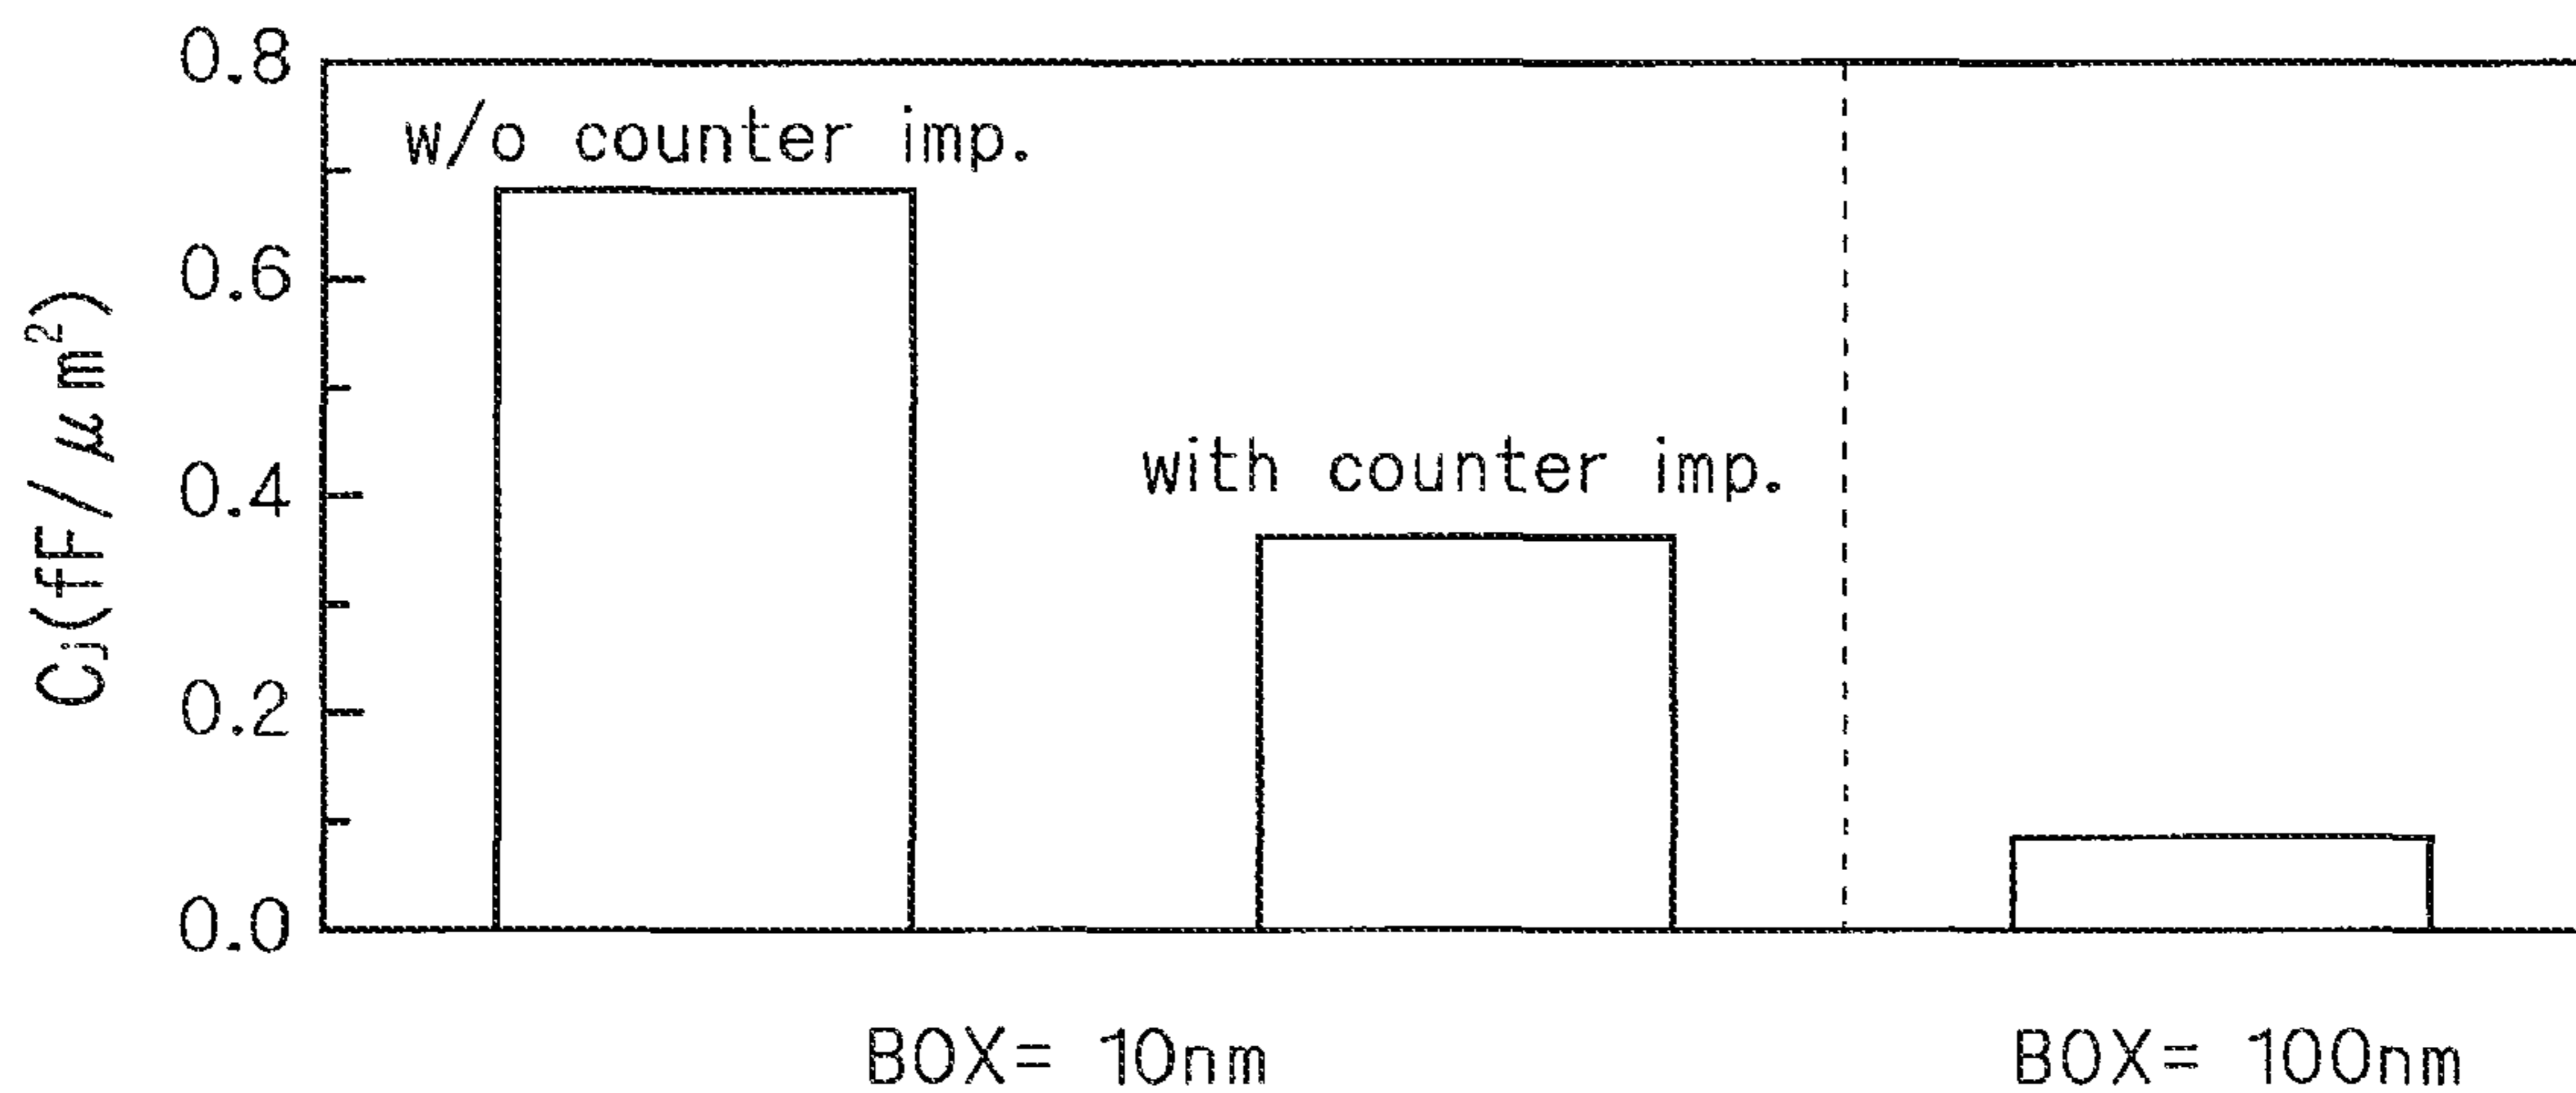 0.8
w/o counter imp.
0.6
C_j(fF/μm²)
0.4
with counter imp.
0.2
0.0
BOX= 10nm
BOX= 100nm